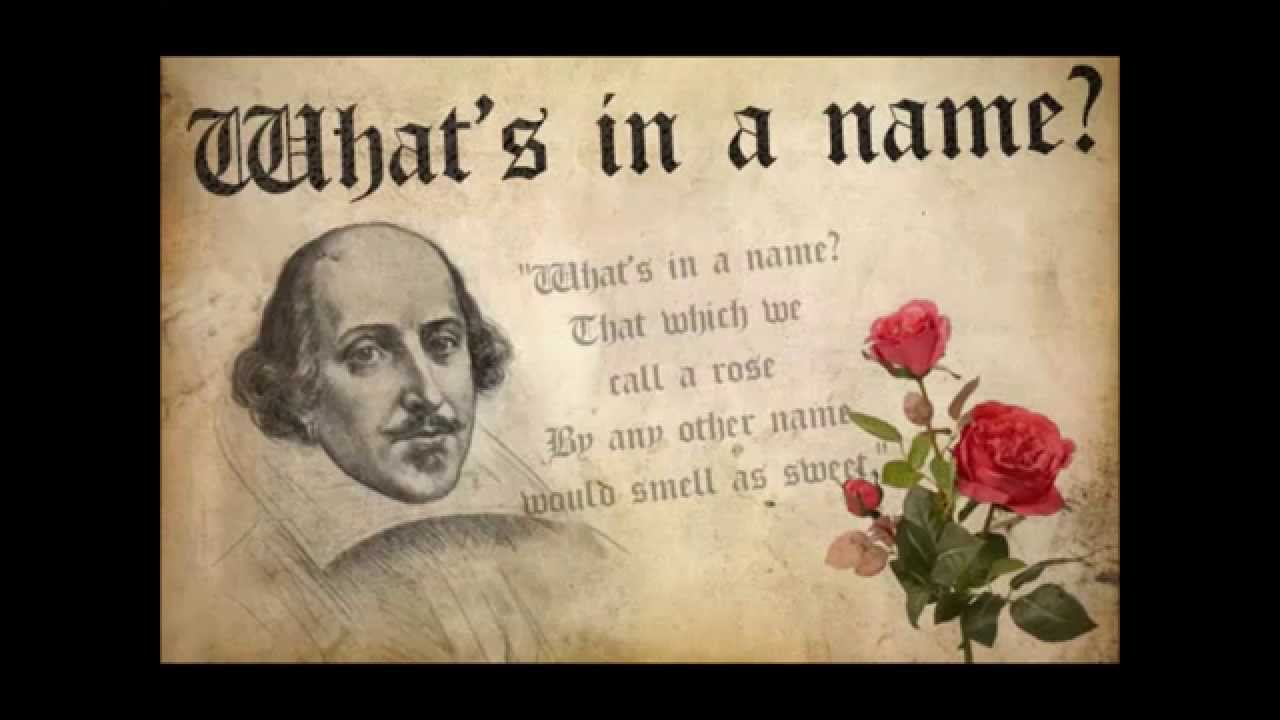 What's in a name?
"What's in a name?
That which we
call a rose
By any other name
would smell as sweet,"